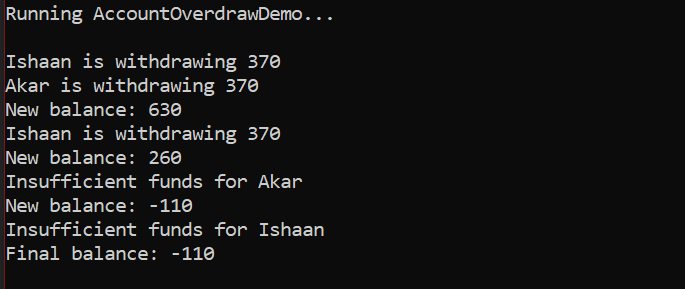 Running AccountOverdrawDemo...
Ishaan is withdrawing 370
Akar is withdrawing 370
New balance: 630
Ishaan is withdrawing 370
New balance: 260
Insufficient funds for Akar
New balance: -110
Insufficient funds for Ishaan
Final balance: -110